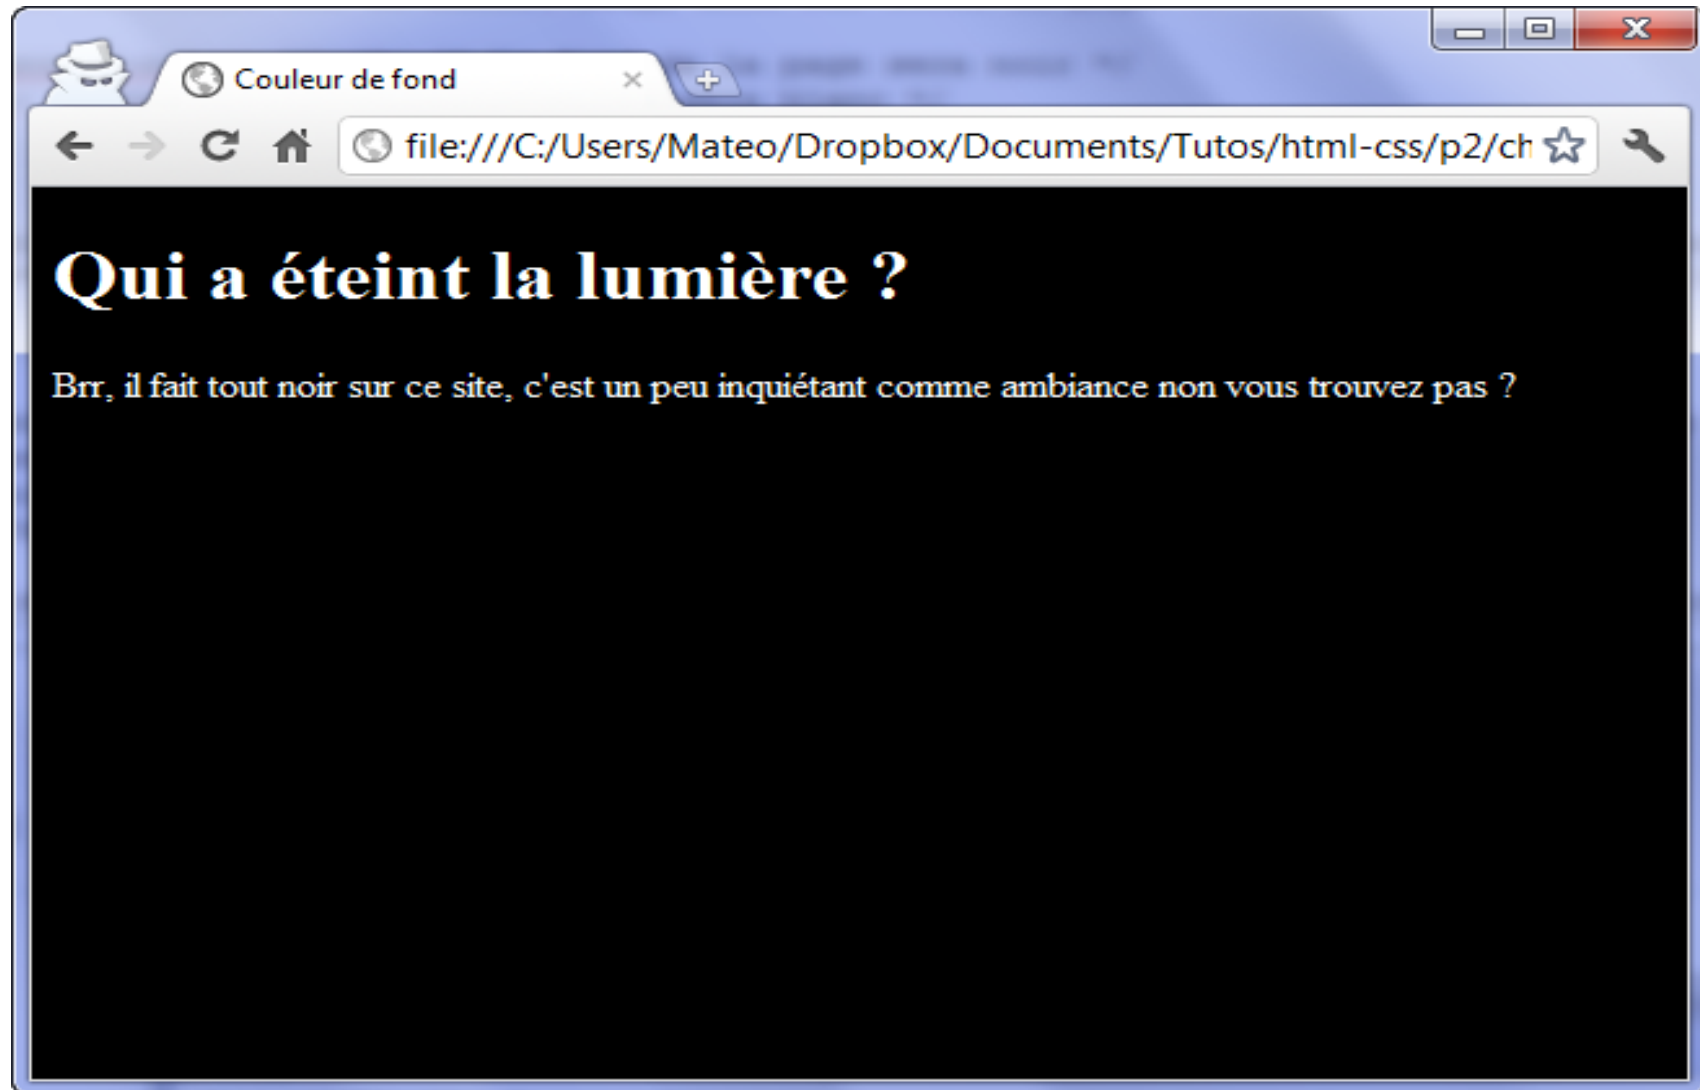 Couleur de fond
file:///C:/Users/Mateo/Dropbox/Documents/Tutos/html-css/p2/ch
Qui a éteint la lumière ?
Brr, il fait tout noir sur ce site, c'est un peu inquiétant comme ambiance non vous trouvez pas ?